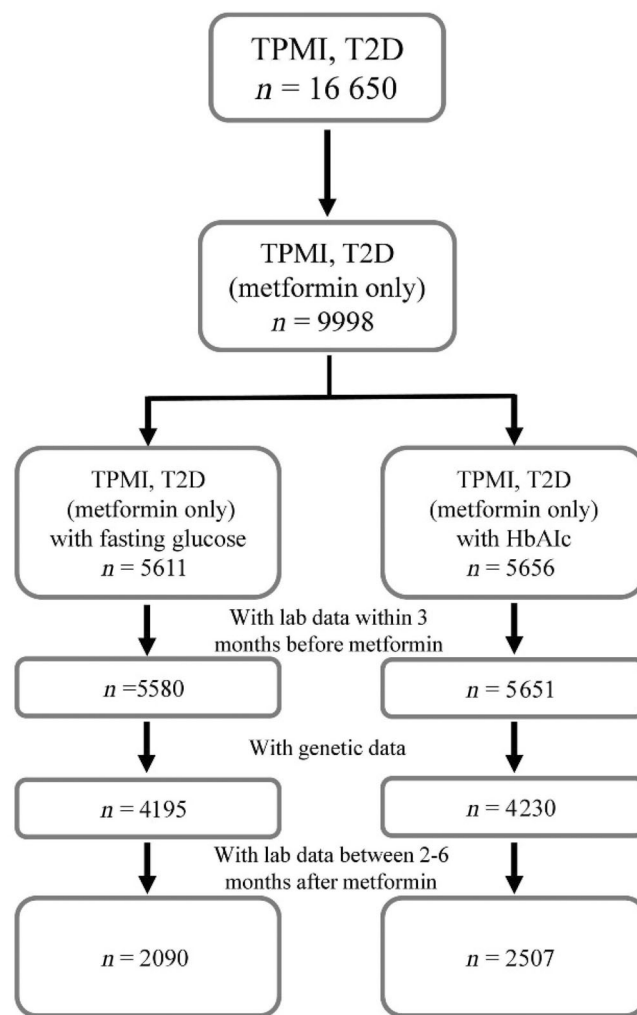 TPMI, T2D
n = 16 650
TPMI, T2D
(metformin only)
n = 9998
TPMI, T2D
(metformin only)
with fasting glucose
n = 5611
TPMI, T2D
(metformin only)
with HbAIc
n = 5656
With lab data within 3
months before metformin
n =5580
n = 5651
With genetic data
n = 4195
n = 4230
With lab data between 2-6
months after metformin
n = 2090
n = 2507